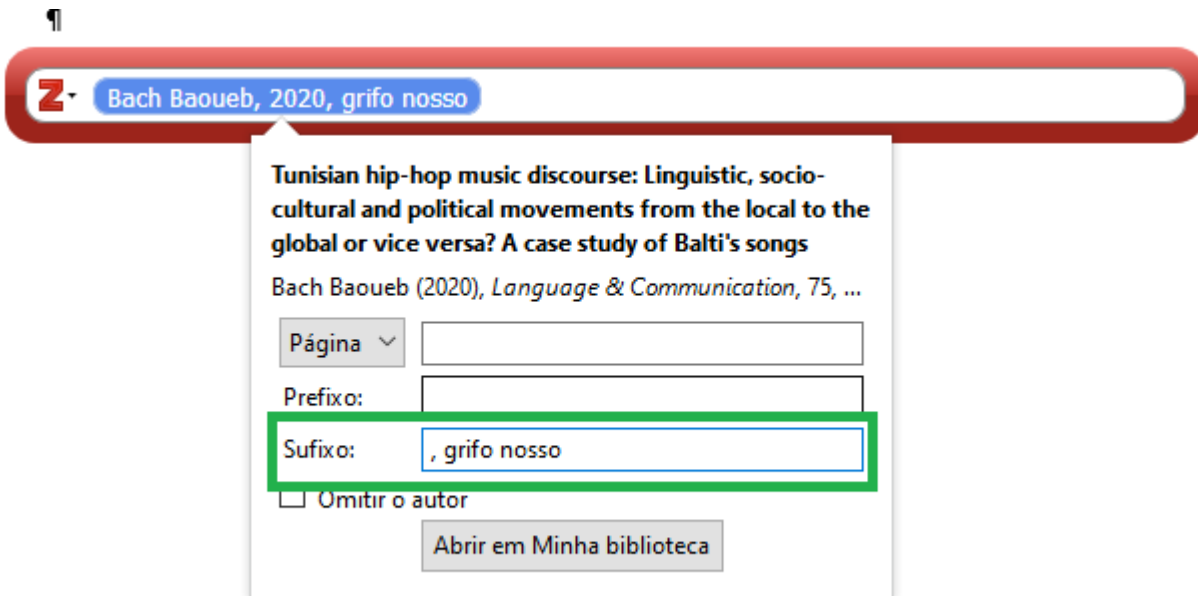 ¶
Z Bach Baoueb, 2020, grifo nosso
Tunisian hip-hop music discourse: Linguistic, socio-
cultural and political movements from the local to the
global or vice versa? A case study of Balti's songs
Bach Baoueb (2020), Language & Communication, 75, ...
Página
Prefixo:
Sufixo: , grifo nosso
Omitir o autor
Abrir em Minha biblioteca